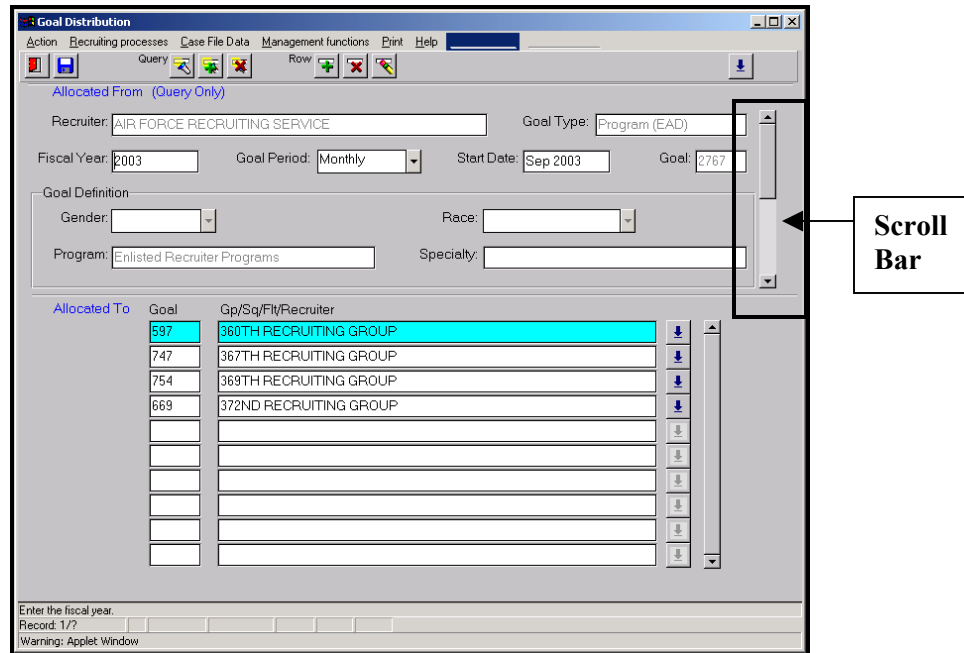 Goal Distribution
Action Recruiting processes Case File Data Management functions Print Help
Query Row
Allocated From (Query Only)
Recruiter: AIR FORCE RECRUITING SERVICE Goal Type: Program (EAD)
Fiscal Year: 2003 Goal Period: Monthly Start Date: Sep 2003 Goal: 2767
Goal Definition
Gender: Race:
Program: Enlisted Recruiter Programs Specialty:
Scroll
Bar
Allocated To Goal Gp/Sq/Flt/Recruiter
597 360TH RECRUITING GROUP
747 367TH RECRUITING GROUP
754 369TH RECRUITING GROUP
669 372ND RECRUITING GROUP
Enter the fiscal year.
Record: 1/?
Warning: Applet Window